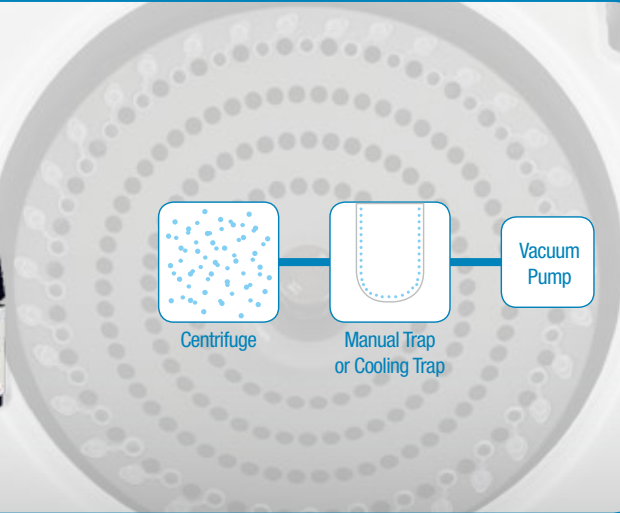 Centrifuge
Manual Trap
or Cooling Trap
Vacuum
Pump